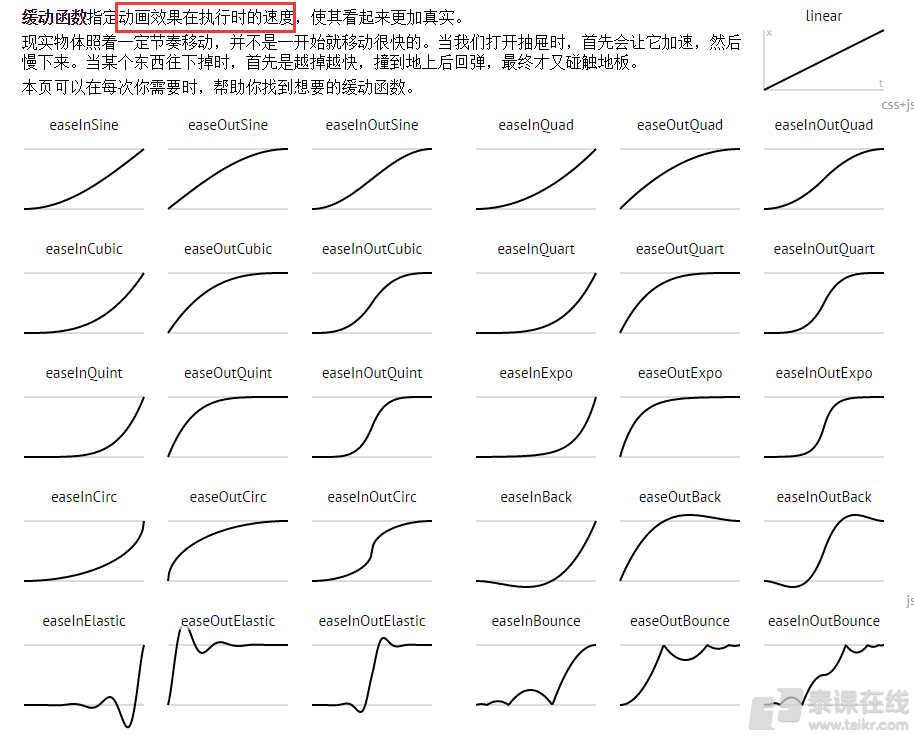 缓动函数指定动画效果在执行时的速度，使其看起来更加真实。
现实物体照着一定节奏移动，并不是一开始就移动很快的。当我们打开抽屉时，首先会让它加速，然后
慢下来。当某个东西往下掉时，首先是越掉越快，撞到地上后回弹，最终才又碰触地板。
本页可以在每次你需要时，帮助你找到想要的缓动函数。
linear
x
t
css+js
easeInSine easeOutSine easeInOutSine easeInQuad easeOutQuad easeInOutQuad
easeInCubic easeOutCubic easeInOutCubic easeInQuart easeOutQuart easeInOutQuart
easeInQuint easeOutQuint easeInOutQuint easeInExpo easeOutExpo easeInOutExpo
easeInCirc easeOutCirc easeInOutCirc easeInBack easeOutBack easeInOutBack
js
easeInElastic easeOutElastic easeInOutElastic easeInBounce easeOutBounce easeInOutBounce
泰课在线
www.taikr.com